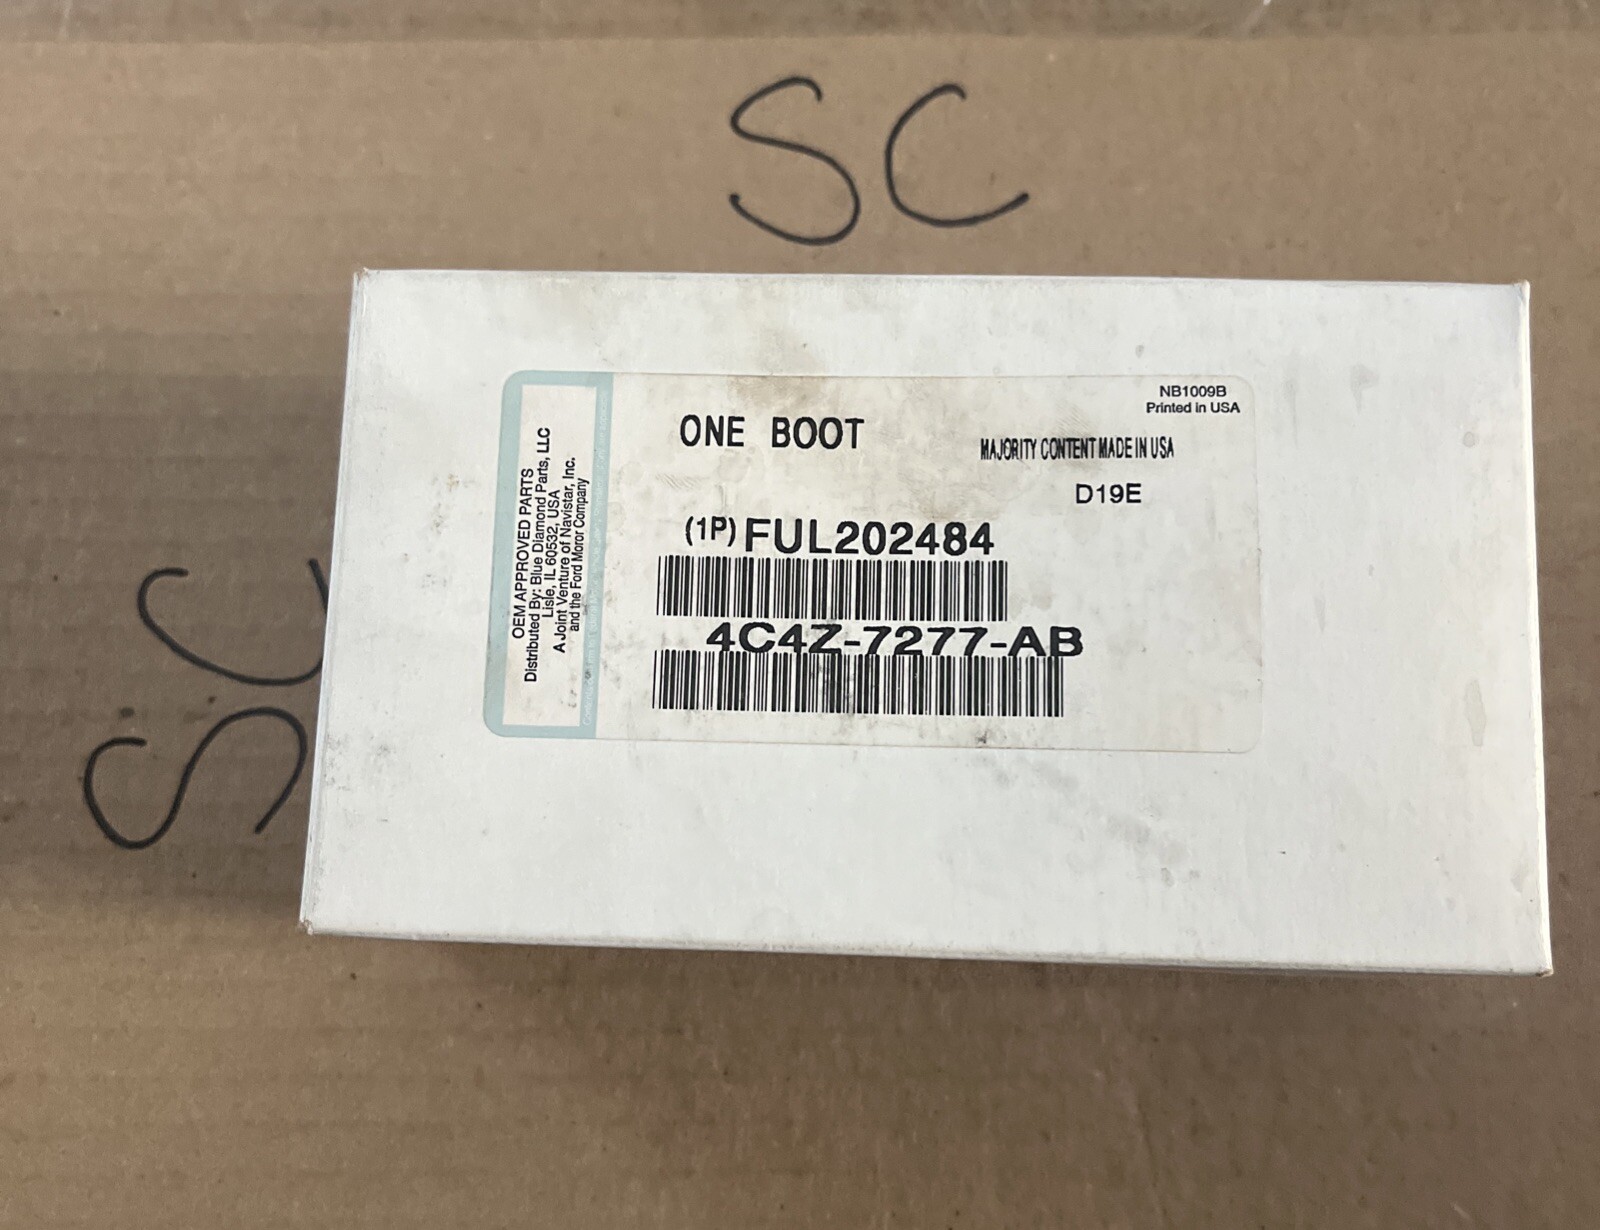 SC
SC
NB1009B
Printed in USA
ONE BOOT
MAJORITY CONTENT MADE IN USA
D19E
(1P) FUL202484
4C4Z-7277-AB
OEM APPROVED PARTS
Distributed By: Blue Diamond Parts, LLC
Lisle, IL 60532, USA
A Joint Venture of Navistar, Inc.
and the Ford Moror Company